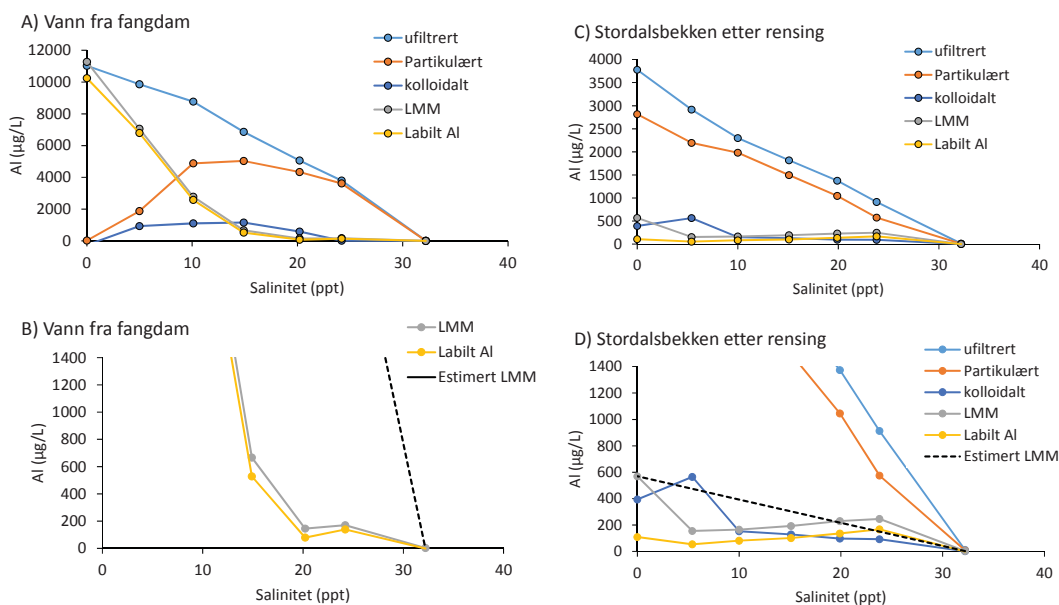 A) Vann fra fangdam
ufiltrert
Partikulært
kolloidalt
LMM
Labilt Al
12000
10000
8000
6000
4000
2000
0
Al (µg/L)
0 10 20 30 40
Salinitet (ppt)
C) Stordalsbekken etter rensing
ufiltrert
Partikulært
kolloidalt
LMM
Labilt Al
4000
3500
3000
2500
2000
1500
1000
500
0
Al (µg/L)
0 10 20 30 40
Salinitet (ppt)
B) Vann fra fangdam
LMM
Labilt Al
Estimert LMM
1400
1200
1000
800
600
400
200
0
Al (µg/L)
0 10 20 30 40
Salinitet (ppt)
D) Stordalsbekken etter rensing
ufiltrert
Partikulært
kolloidalt
LMM
Labilt Al
Estimert LMM
1400
1200
1000
800
600
400
200
0
Al (µg/L)
0 10 20 30 40
Salinitet (ppt)